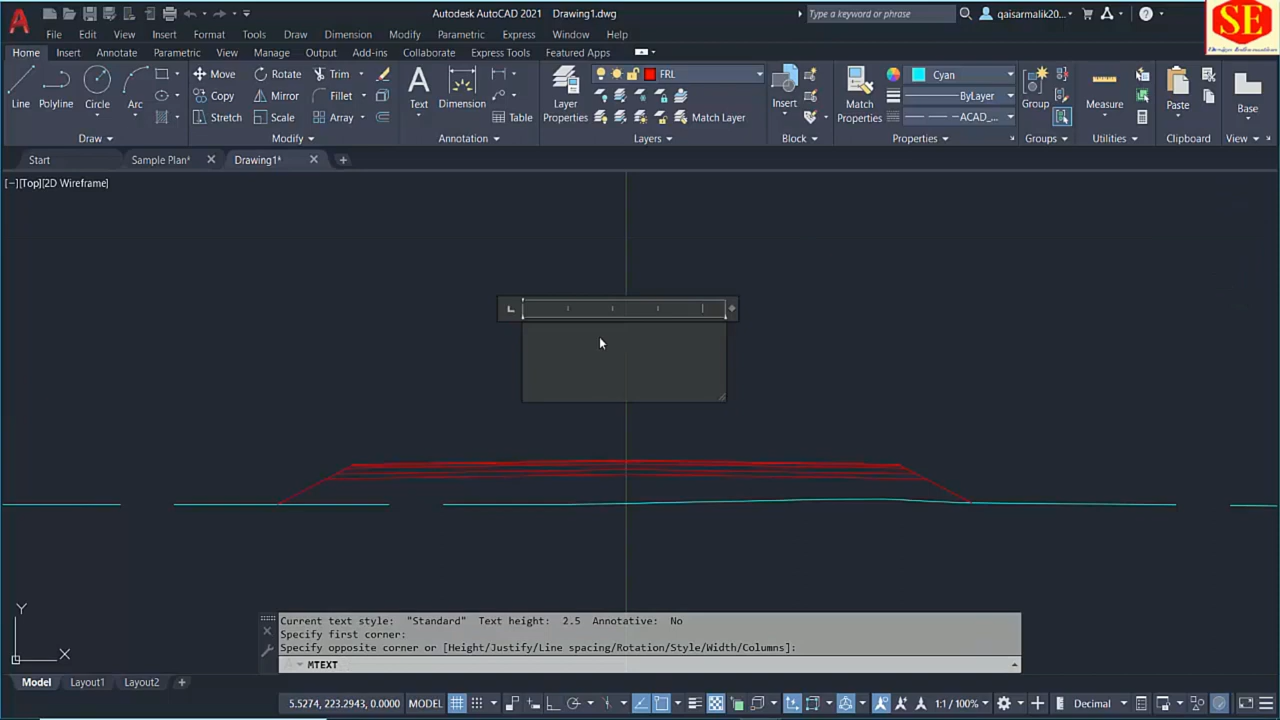 Autodesk AutoCAD 2021 Drawing1.dwg
Type a keyword or phrase
qaisarmalik20...
SE
File Edit View Insert Format Tools Draw Dimension Modify Parametric Express Window Help
Home Insert Annotate Parametric View Manage Output Add-ins Collaborate Express Tools Featured Apps
Line Polyline Circle Arc
Move Rotate Trim
Copy Mirror Fillet
Stretch Scale Array
Text Dimension Table
Layer Properties
FRL
Match Layer
Insert
Match Properties
Cyan
ByLayer
ACAD_...
Group
Measure
Paste
Base
Draw Modify Annotation Layers Block Properties Groups Utilities Clipboard View
Start Sample Plan* Drawing1*
[−][Top][2D Wireframe]
Current text style: "Standard" Text height: 2.5 Annotative: No
Specify first corner:
Specify opposite corner or [Height/Justify/Line spacing/Rotation/Style/Width/Columns]:
MTEXT
Y
X
Model Layout1 Layout2
5.5274, 223.2943, 0.0000 MODEL 1:1 / 100% Decimal